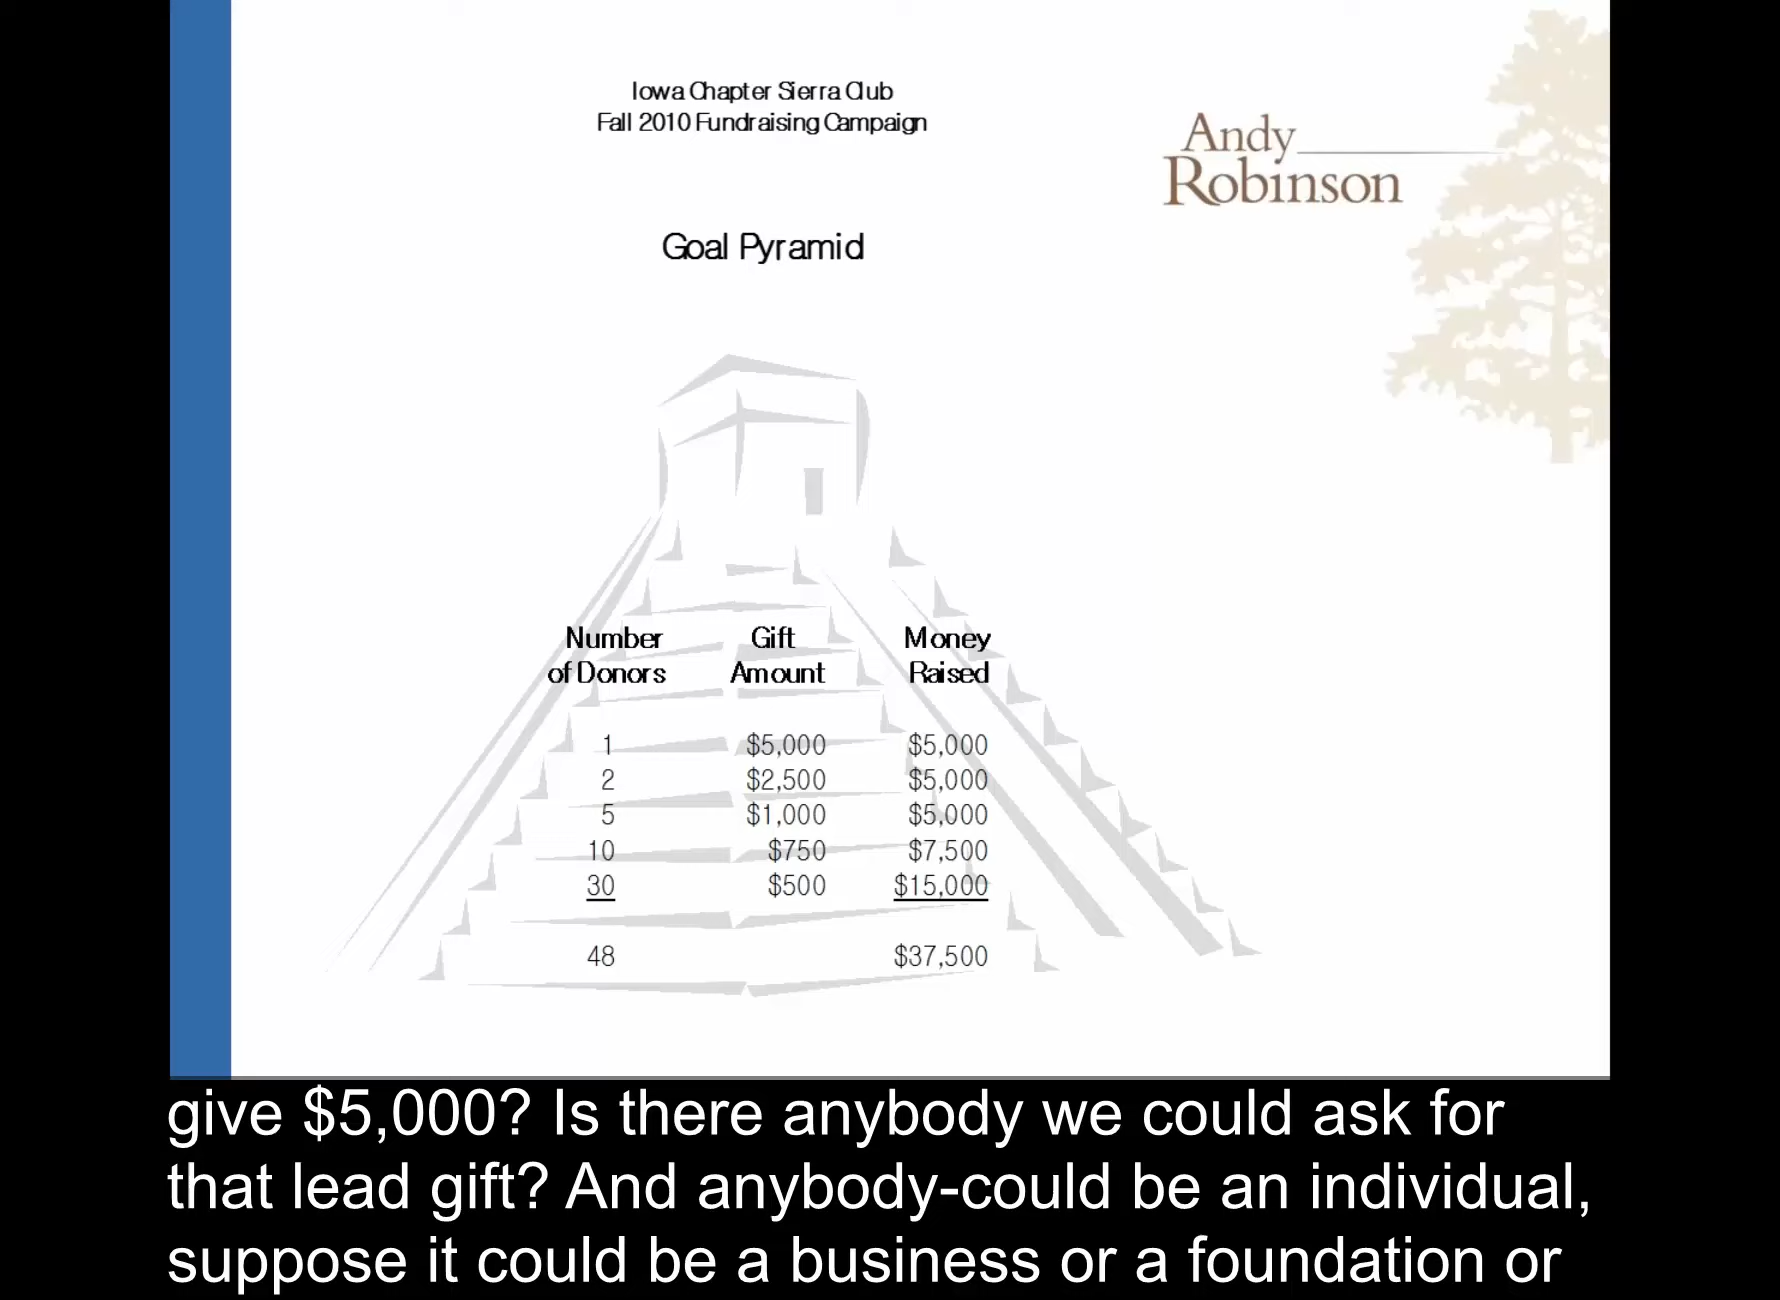 Iowa Chapter Sierra Club
Fall 2010 Fundraising Campaign
Andy
Robinson
Goal Pyramid
Number Gift Money
of Donors Amount Raised
1 $5,000 $5,000
2 $2,500 $5,000
5 $1,000 $5,000
10 $750 $7,500
30 $500 $15,000
48 $37,500
give $5,000? Is there anybody we could ask for
that lead gift? And anybody-could be an individual,
suppose it could be a business or a foundation or